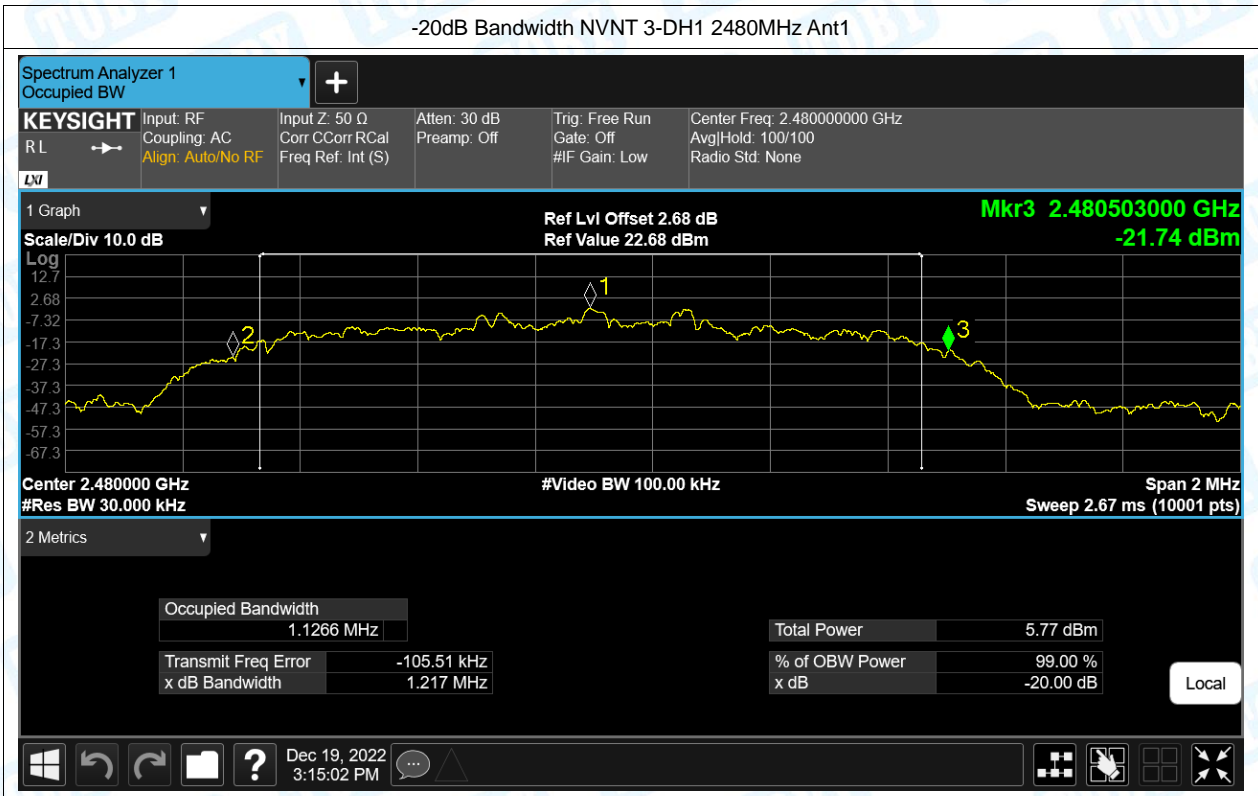 -20dB Bandwidth NVNT 3-DH1 2480MHz Ant1
Spectrum Analyzer 1
Occupied BW
KEYSIGHT
R L
LXI
Input: RF
Coupling: AC
Align: Auto/No RF
Input Z: 50 Ω
Corr CCorr RCal
Freq Ref: Int (S)
Atten: 30 dB
Preamp: Off
Trig: Free Run
Gate: Off
#IF Gain: Low
Center Freq: 2.480000000 GHz
Avg|Hold: 100/100
Radio Std: None
1 Graph
Scale/Div 10.0 dB
Ref Lvl Offset 2.68 dB
Ref Value 22.68 dBm
Mkr3 2.480503000 GHz
-21.74 dBm
Log
12.7
2.68
-7.32
-17.3
-27.3
-37.3
-47.3
-57.3
-67.3
1
2
3
Center 2.480000 GHz
#Res BW 30.000 kHz
#Video BW 100.00 kHz
Span 2 MHz
Sweep 2.67 ms (10001 pts)
2 Metrics
Occupied Bandwidth
1.1266 MHz
Transmit Freq Error -105.51 kHz
x dB Bandwidth 1.217 MHz
Total Power 5.77 dBm
% of OBW Power 99.00 %
x dB -20.00 dB
Local
Dec 19, 2022
3:15:02 PM
TOBY